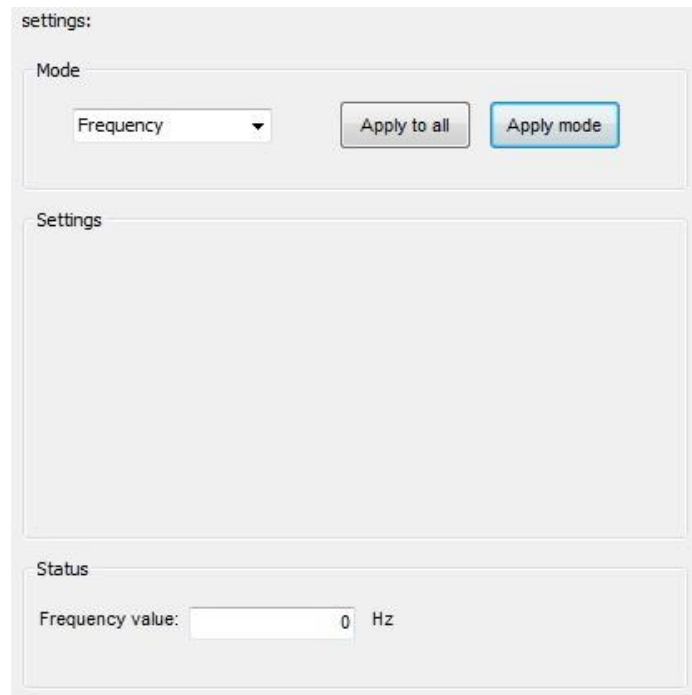 settings:
Mode
Frequency Apply to all Apply mode
Settings
Status
Frequency value: 0 Hz